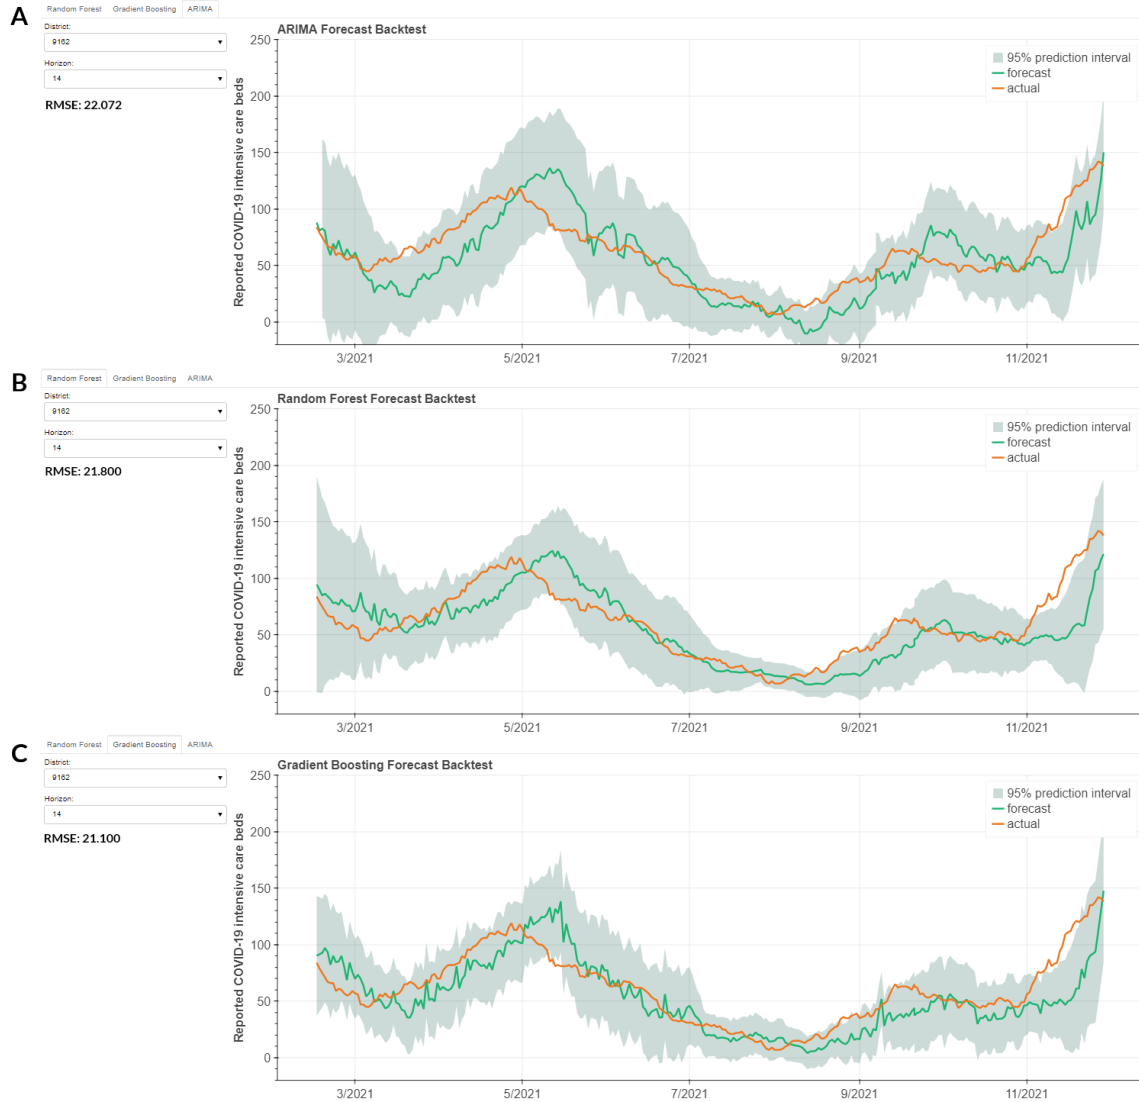 A
Random Forest Gradient Boosting ARIMA
District:
9162
Horizon:
14
RMSE: 22.072
ARIMA Forecast Backtest
Reported COVID-19 intensive care beds
250
200
150
100
50
0
3/2021 5/2021 7/2021 9/2021 11/2021
95% prediction interval
forecast
actual
B
Random Forest Gradient Boosting ARIMA
District:
9162
Horizon:
14
RMSE: 21.800
Random Forest Forecast Backtest
Reported COVID-19 intensive care beds
250
200
150
100
50
0
3/2021 5/2021 7/2021 9/2021 11/2021
95% prediction interval
forecast
actual
C
Random Forest Gradient Boosting ARIMA
District:
9162
Horizon:
14
RMSE: 21.100
Gradient Boosting Forecast Backtest
Reported COVID-19 intensive care beds
250
200
150
100
50
0
3/2021 5/2021 7/2021 9/2021 11/2021
95% prediction interval
forecast
actual